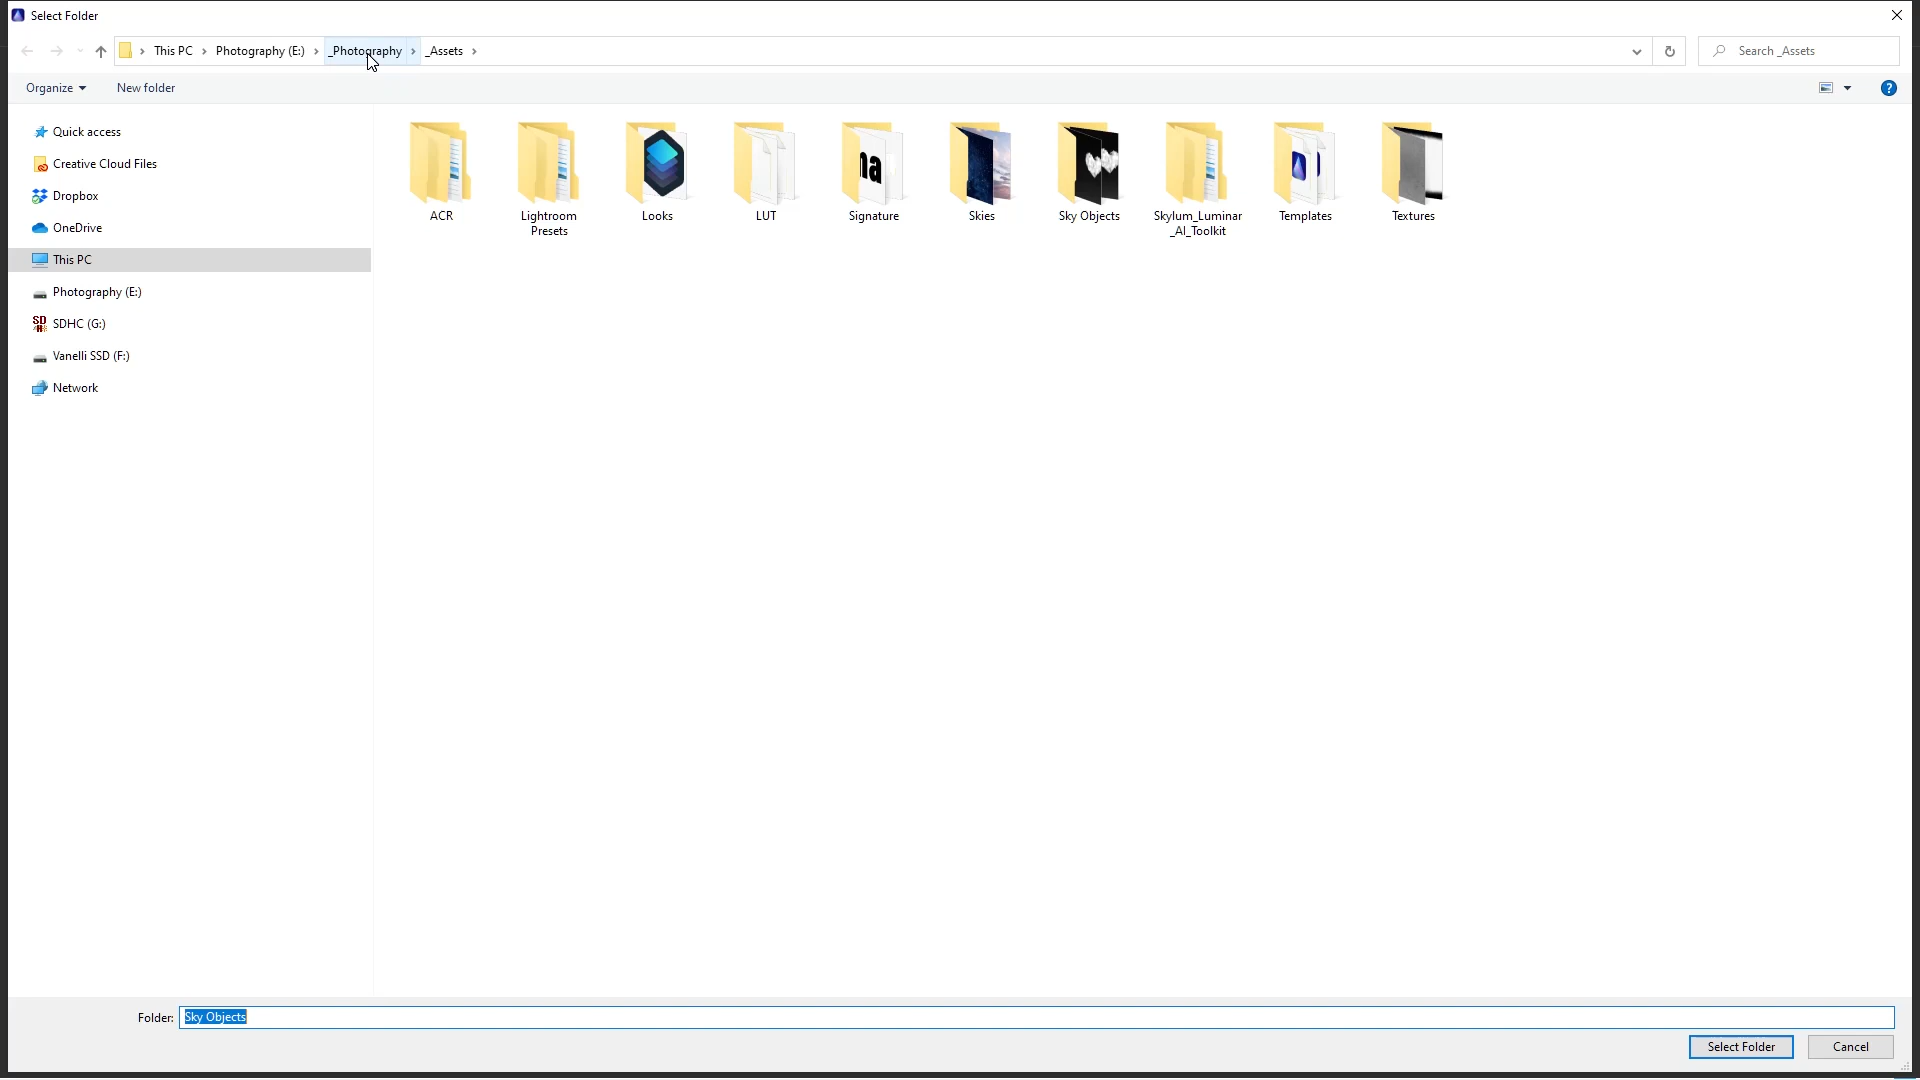 Select Folder
This PC > Photography (E:) > _Photography > _Assets >
Search _Assets
Organize
New folder
?
Quick access
Creative Cloud Files
Dropbox
OneDrive
This PC
Photography (E:)
SDHC (G:)
Vanelli SSD (F:)
Network
na
ACR
Lightroom
Presets
Looks
LUT
Signature
Skies
Sky Objects
Skylum_Luminar
_AI_Toolkit
Templates
Textures
Folder: Sky Objects
Select Folder
Cancel